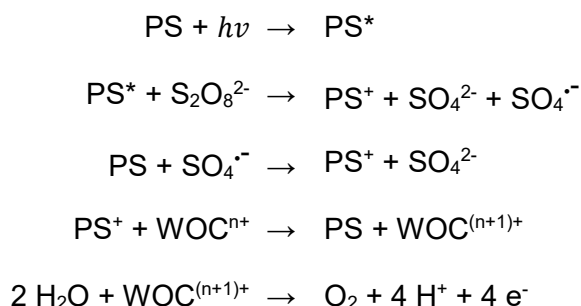 PS + ℎ𝜈 → PS*
PS* + S₂O₈²⁻ → PS⁺ + SO₄²⁻ + SO₄•⁻
PS + SO₄•⁻ → PS⁺ + SO₄²⁻
PS⁺ + WOCⁿ⁺ → PS + WOC⁽ⁿ⁺¹⁾⁺
2 H₂O + WOC⁽ⁿ⁺¹⁾⁺ → O₂ + 4 H⁺ + 4 e⁻